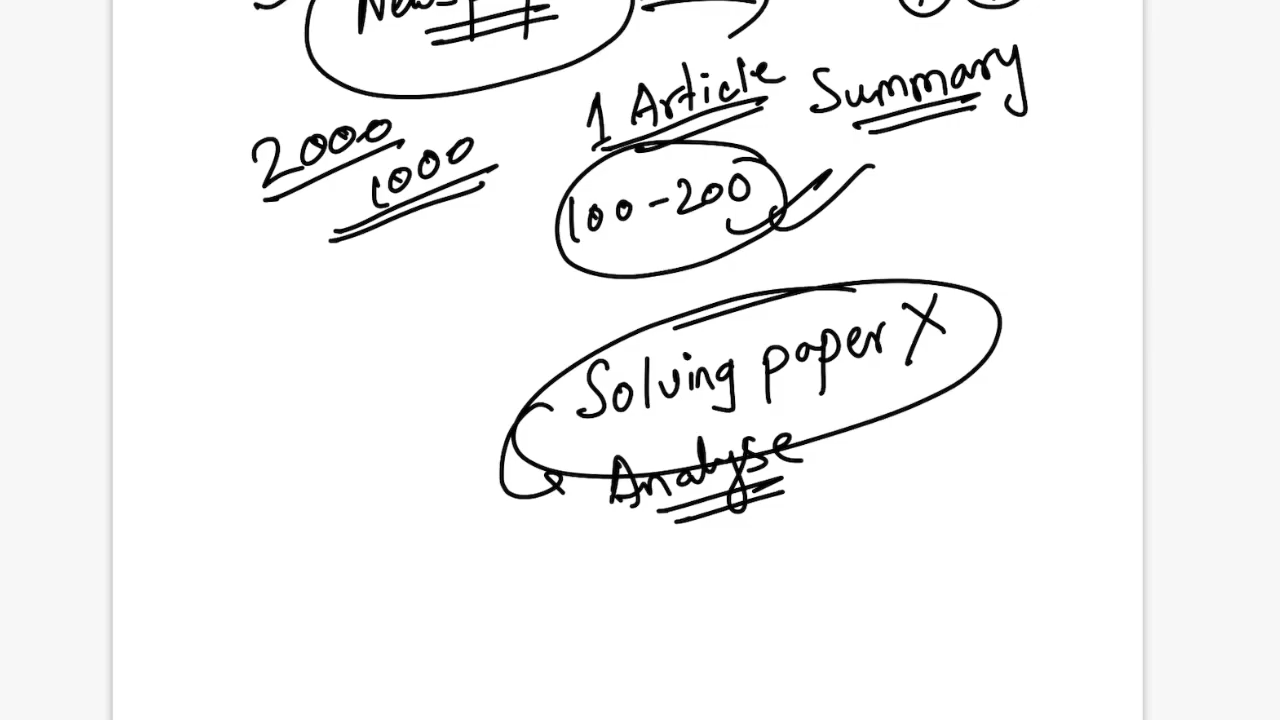 1 Article Summary
2000
1000
100-200
Solving paper X
Analyse